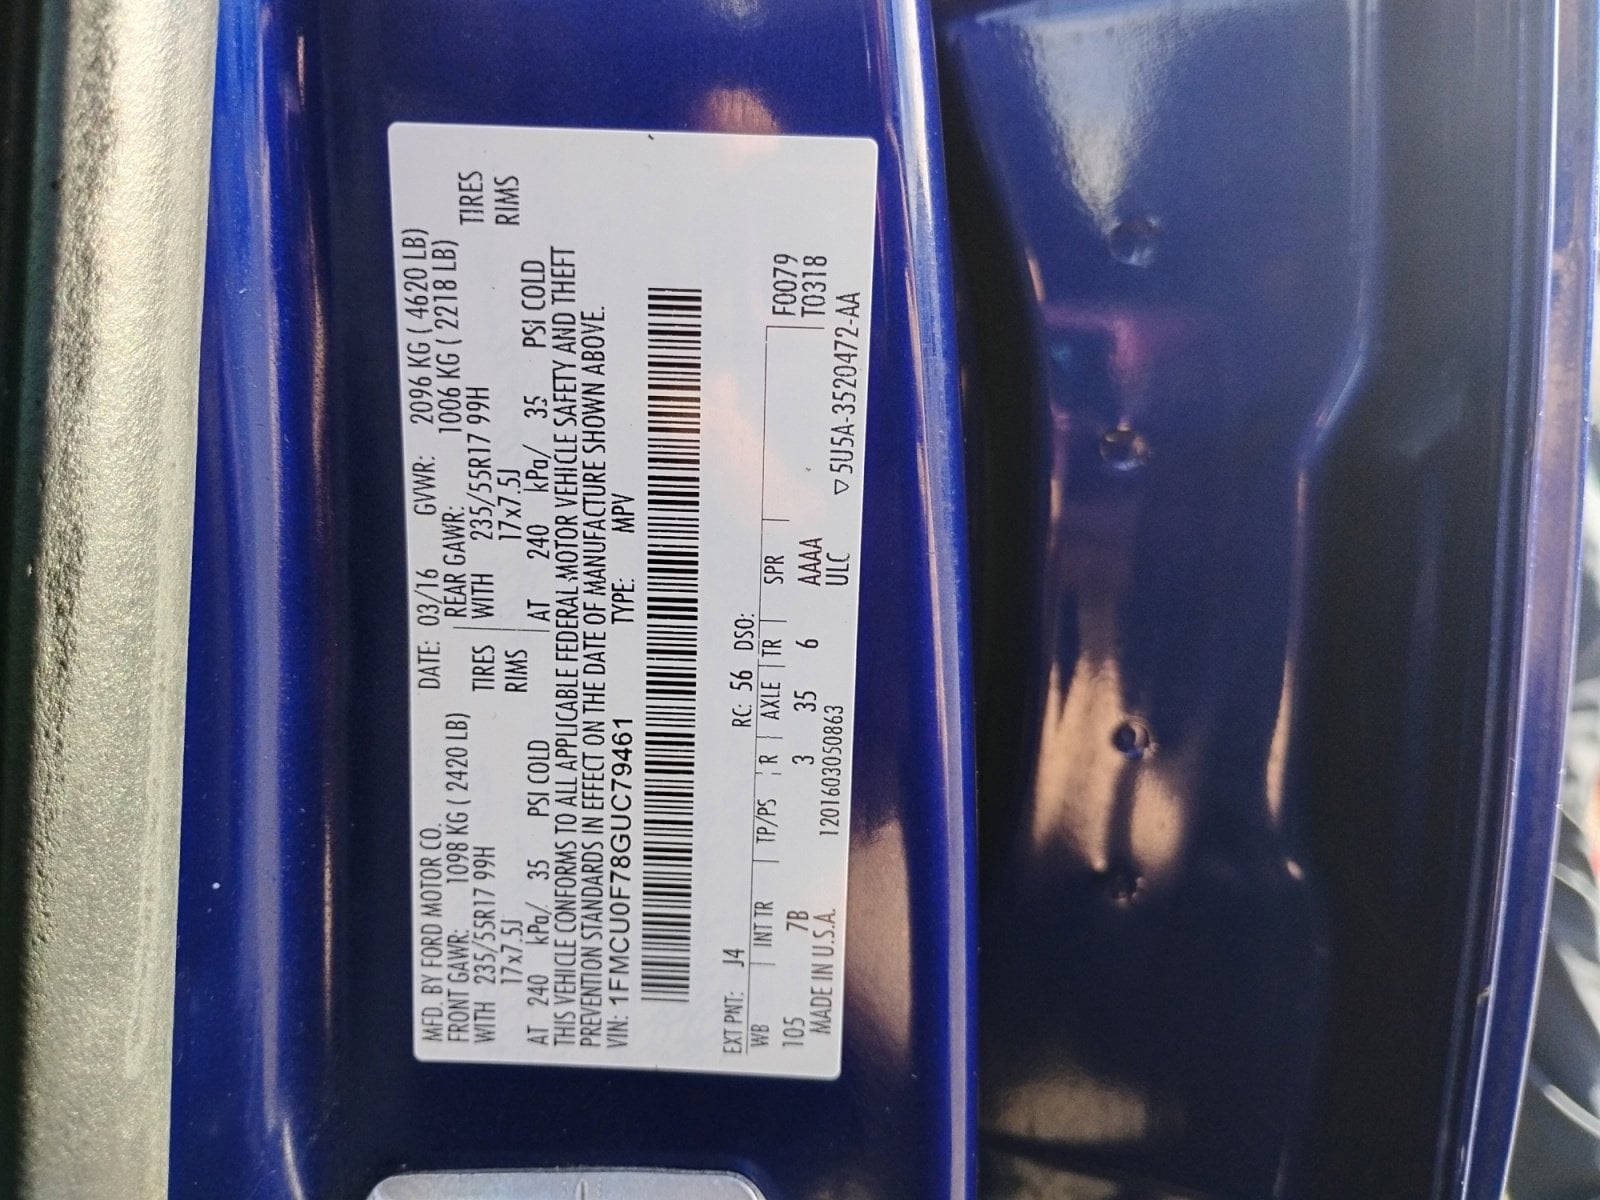 MFD. BY FORD MOTOR CO. DATE: 03/16 GVWR: 2096 KG ( 4620 LB)
FRONT GAWR: 1098 KG ( 2420 LB) REAR GAWR: 1006 KG ( 2218 LB)
WITH 235/55R17 99H TIRES WITH 235/55R17 99H TIRES
17x7.5J RIMS 17x7.5J RIMS
AT 240 kPa/ 35 PSI COLD AT 240 kPa/ 35 PSI COLD
THIS VEHICLE CONFORMS TO ALL APPLICABLE FEDERAL MOTOR VEHICLE SAFETY AND THEFT
PREVENTION STANDARDS IN EFFECT ON THE DATE OF MANUFACTURE SHOWN ABOVE.
VIN: 1FMCU0F78GUC79461 TYPE: MPV
EXT PNT: J4 RC: 56 DSO:
WB INT TR TP/PS R AXLE TR SPR F0079
105 7B 3 35 6 AAAA T0318
MADE IN U.S.A. 1201603050863 ULC ▽ 5U5A-3520472-AA